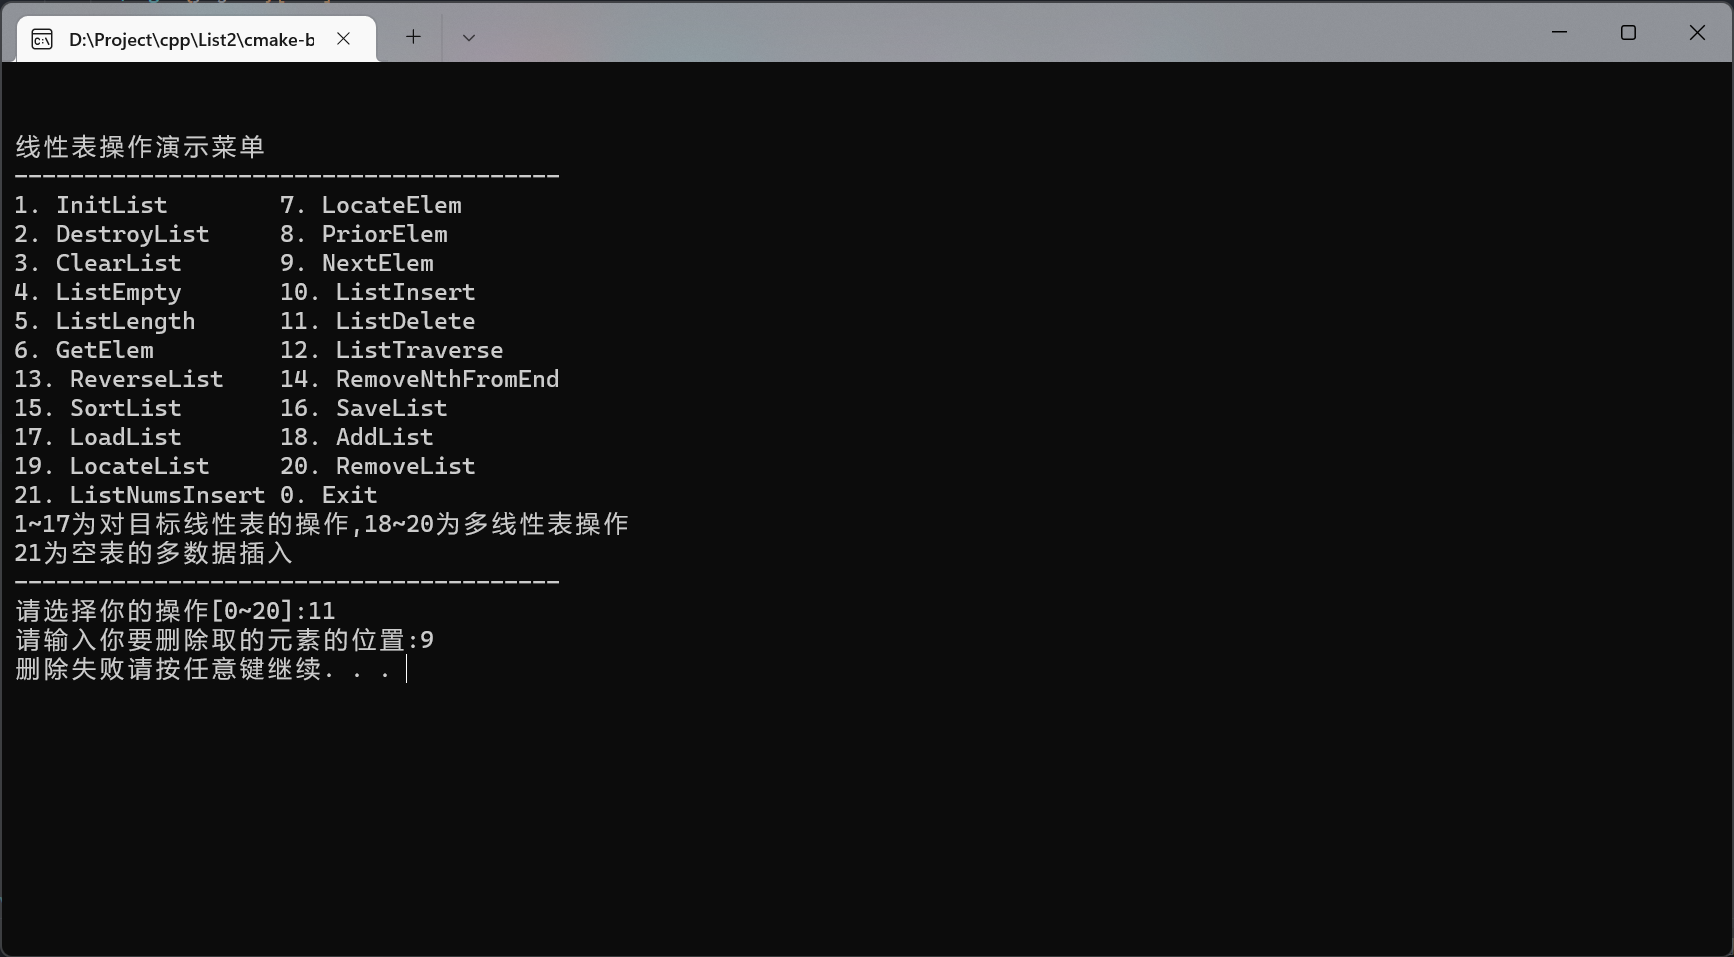 D:\Project\cpp\List2\cmake-b
线性表操作演示菜单
---------------------------------------
1. InitList        7. LocateElem
2. DestroyList     8. PriorElem
3. ClearList       9. NextElem
4. ListEmpty       10. ListInsert
5. ListLength      11. ListDelete
6. GetElem         12. ListTraverse
13. ReverseList    14. RemoveNthFromEnd
15. SortList       16. SaveList
17. LoadList       18. AddList
19. LocateList     20. RemoveList
21. ListNumsInsert 0. Exit
1~17为对目标线性表的操作,18~20为多线性表操作
21为空表的多数据插入
---------------------------------------
请选择你的操作[0~20]:11
请输入你要删除取的元素的位置:9
删除失败请按任意键继续. . .